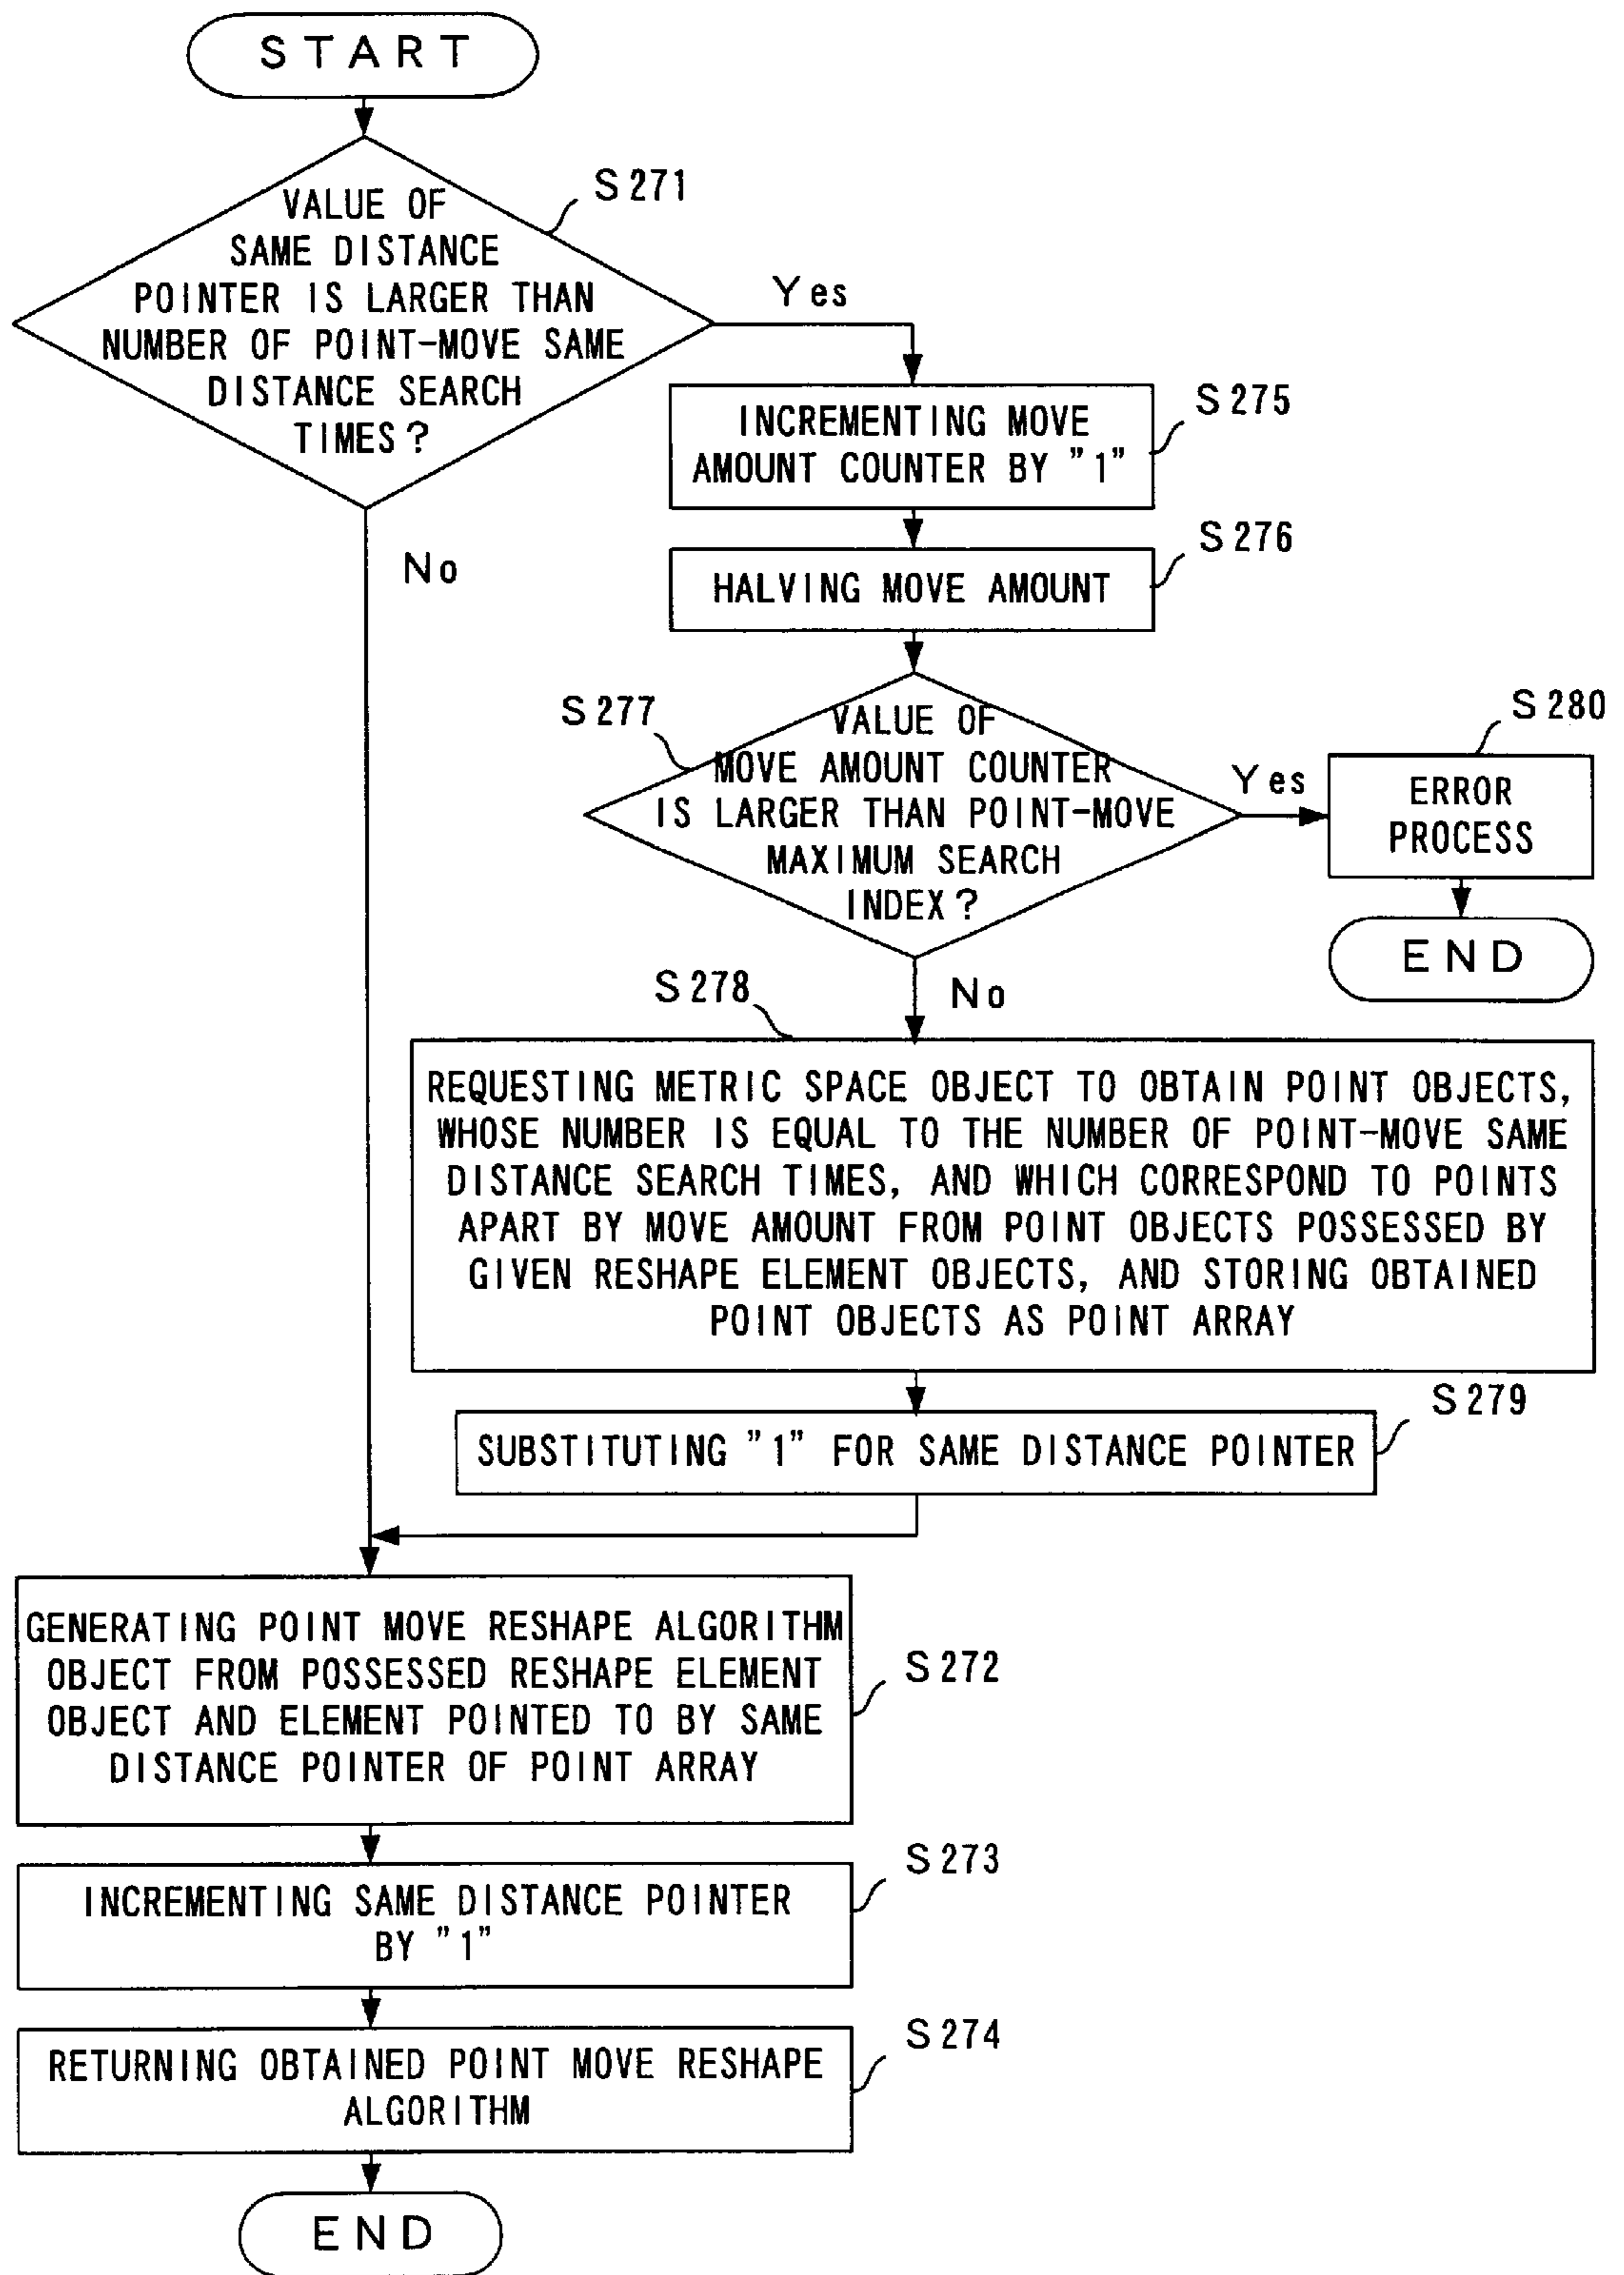 START
VALUE OF
SAME DISTANCE
POINTER IS LARGER THAN
NUMBER OF POINT-MOVE SAME
DISTANCE SEARCH
TIMES?
S271
Yes
No
INCREMENTING MOVE
AMOUNT COUNTER BY "1"
S275
HALVING MOVE AMOUNT
S276
VALUE OF
MOVE AMOUNT COUNTER
IS LARGER THAN POINT-MOVE
MAXIMUM SEARCH
INDEX?
S277
Yes
ERROR
PROCESS
S280
END
No
S278
REQUESTING METRIC SPACE OBJECT TO OBTAIN POINT OBJECTS,
WHOSE NUMBER IS EQUAL TO THE NUMBER OF POINT-MOVE SAME
DISTANCE SEARCH TIMES, AND WHICH CORRESPOND TO POINTS
APART BY MOVE AMOUNT FROM POINT OBJECTS POSSESSED BY
GIVEN RESHAPE ELEMENT OBJECTS, AND STORING OBTAINED
POINT OBJECTS AS POINT ARRAY
S279
SUBSTITUTING "1" FOR SAME DISTANCE POINTER
GENERATING POINT MOVE RESHAPE ALGORITHM
OBJECT FROM POSSESSED RESHAPE ELEMENT
OBJECT AND ELEMENT POINTED TO BY SAME
DISTANCE POINTER OF POINT ARRAY
S272
INCREMENTING SAME DISTANCE POINTER
BY "1"
S273
RETURNING OBTAINED POINT MOVE RESHAPE
ALGORITHM
S274
END